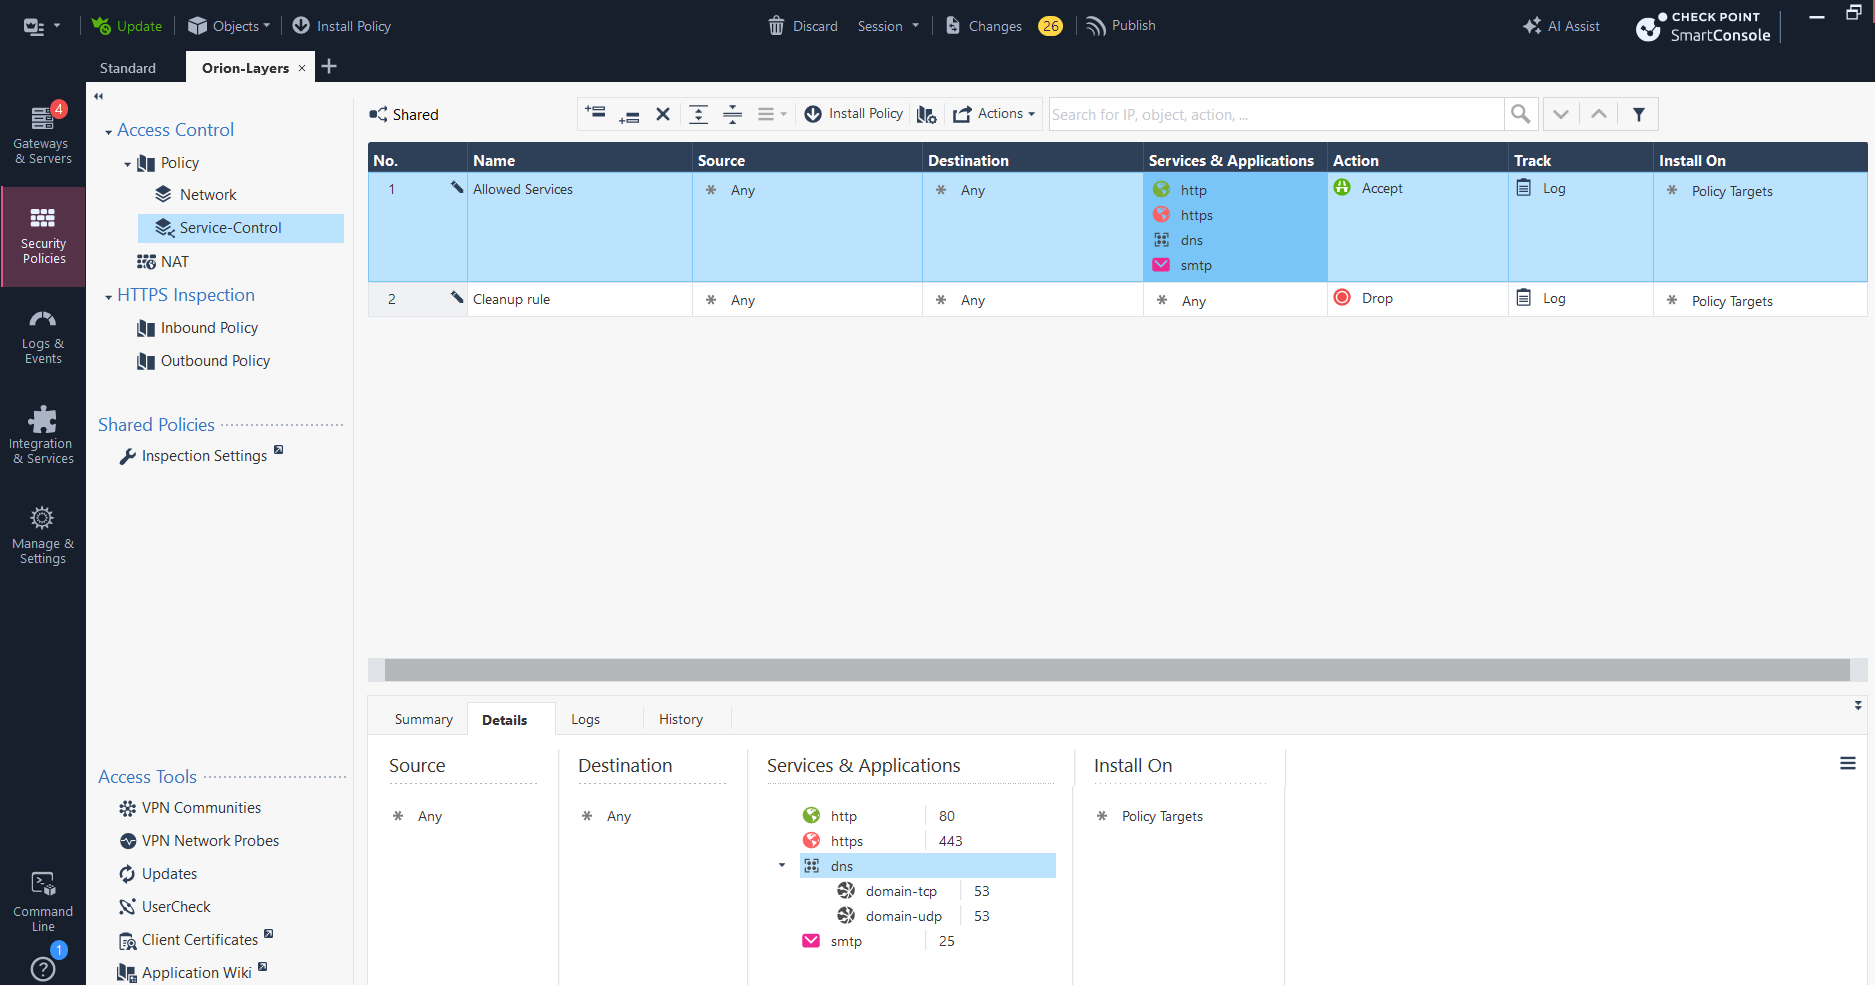 Update
Objects
Install Policy
Discard
Session
Changes
26
Publish
AI Assist
CHECK POINT
SmartConsole
Standard
Orion-Layers
4
Gateways
& Servers
Security
Policies
Logs &
Events
Integration
& Services
Manage &
Settings
Command
Line
1
Access Control
Policy
Network
Service-Control
NAT
HTTPS Inspection
Inbound Policy
Outbound Policy
Shared Policies
Inspection Settings
Access Tools
VPN Communities
VPN Network Probes
Updates
UserCheck
Client Certificates
Application Wiki
Shared
Install Policy
Actions
Search for IP, object, action, ...
No. Name Source Destination Services & Applications Action Track Install On
1 Allowed Services * Any * Any http Accept Log * Policy Targets
https
dns
smtp
2 Cleanup rule * Any * Any * Any Drop Log * Policy Targets
Summary Details Logs History
Source Destination Services & Applications Install On
* Any * Any http 80 * Policy Targets
https 443
dns
domain-tcp 53
domain-udp 53
smtp 25